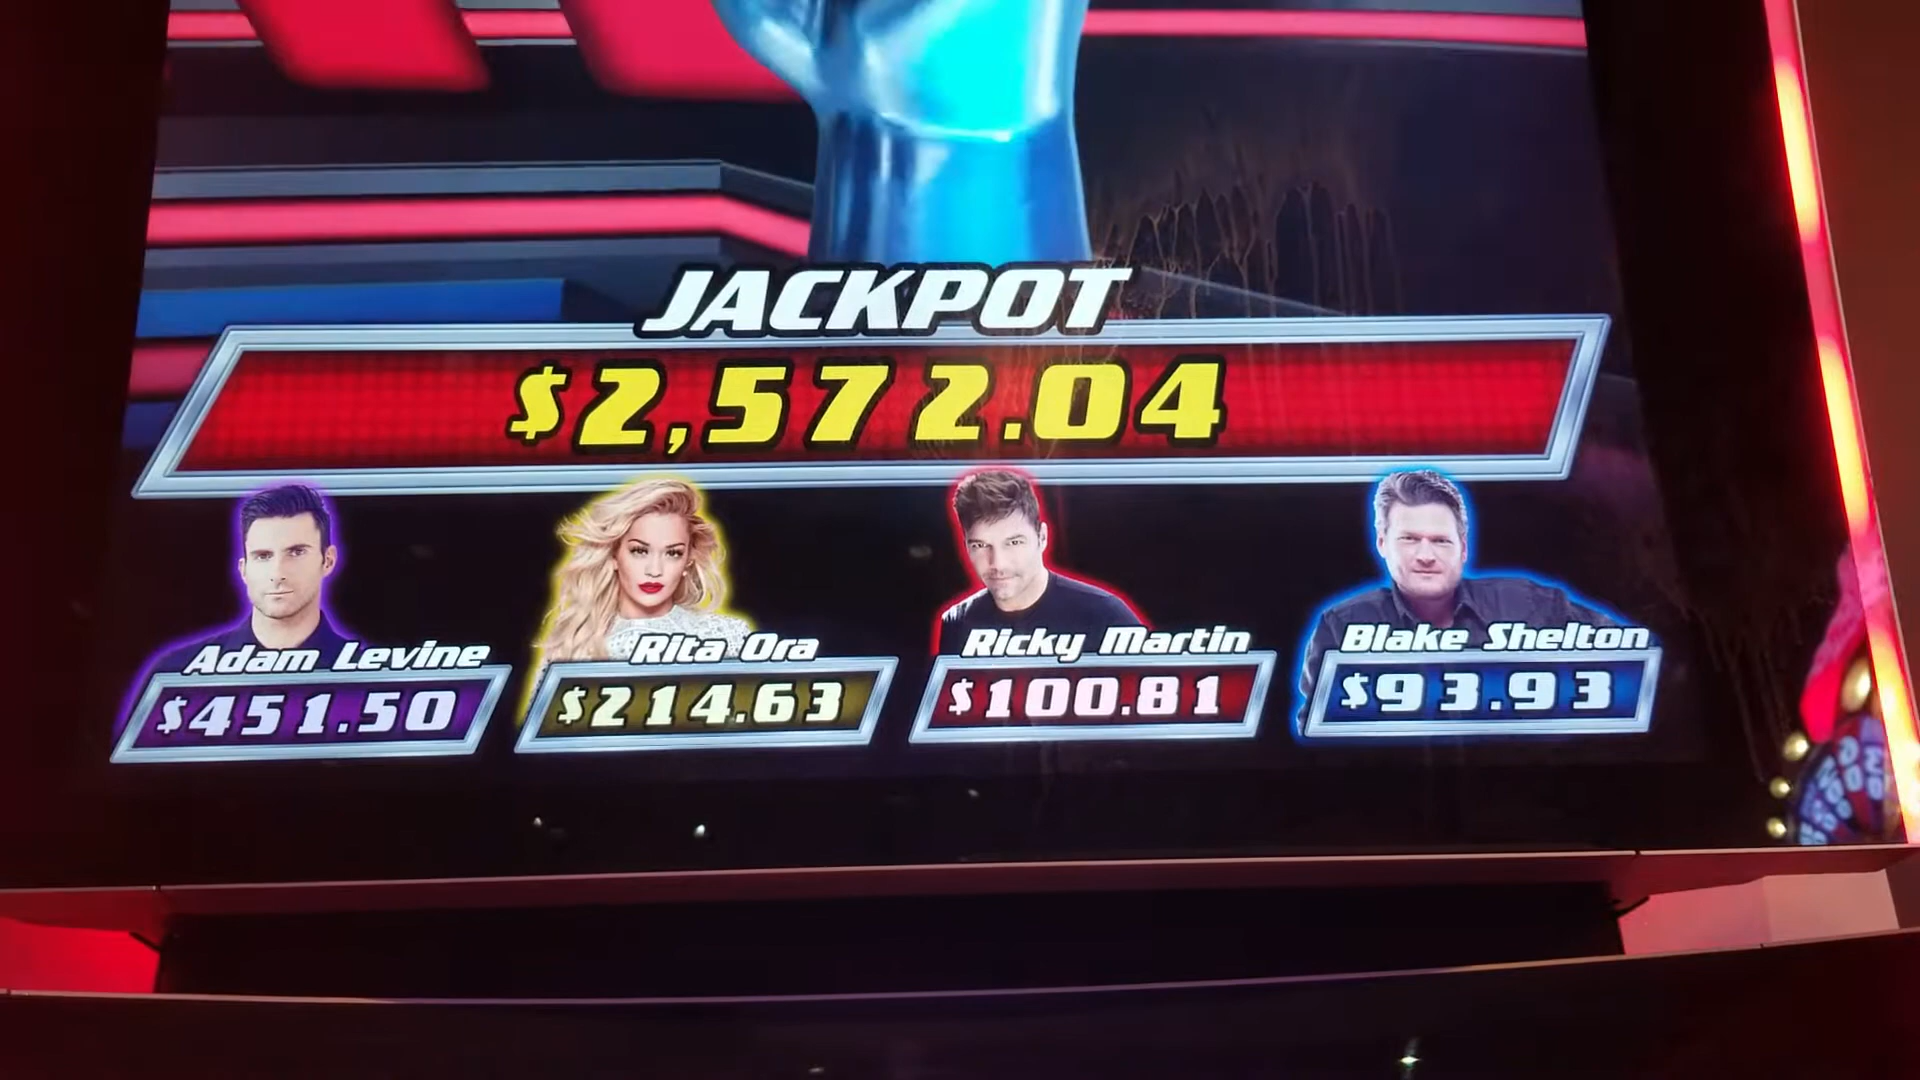 JACKPOT
$2,572.04
Adam Levine
$451.50
Rita Ora
$214.63
Ricky Martin
$100.81
Blake Shelton
$93.93